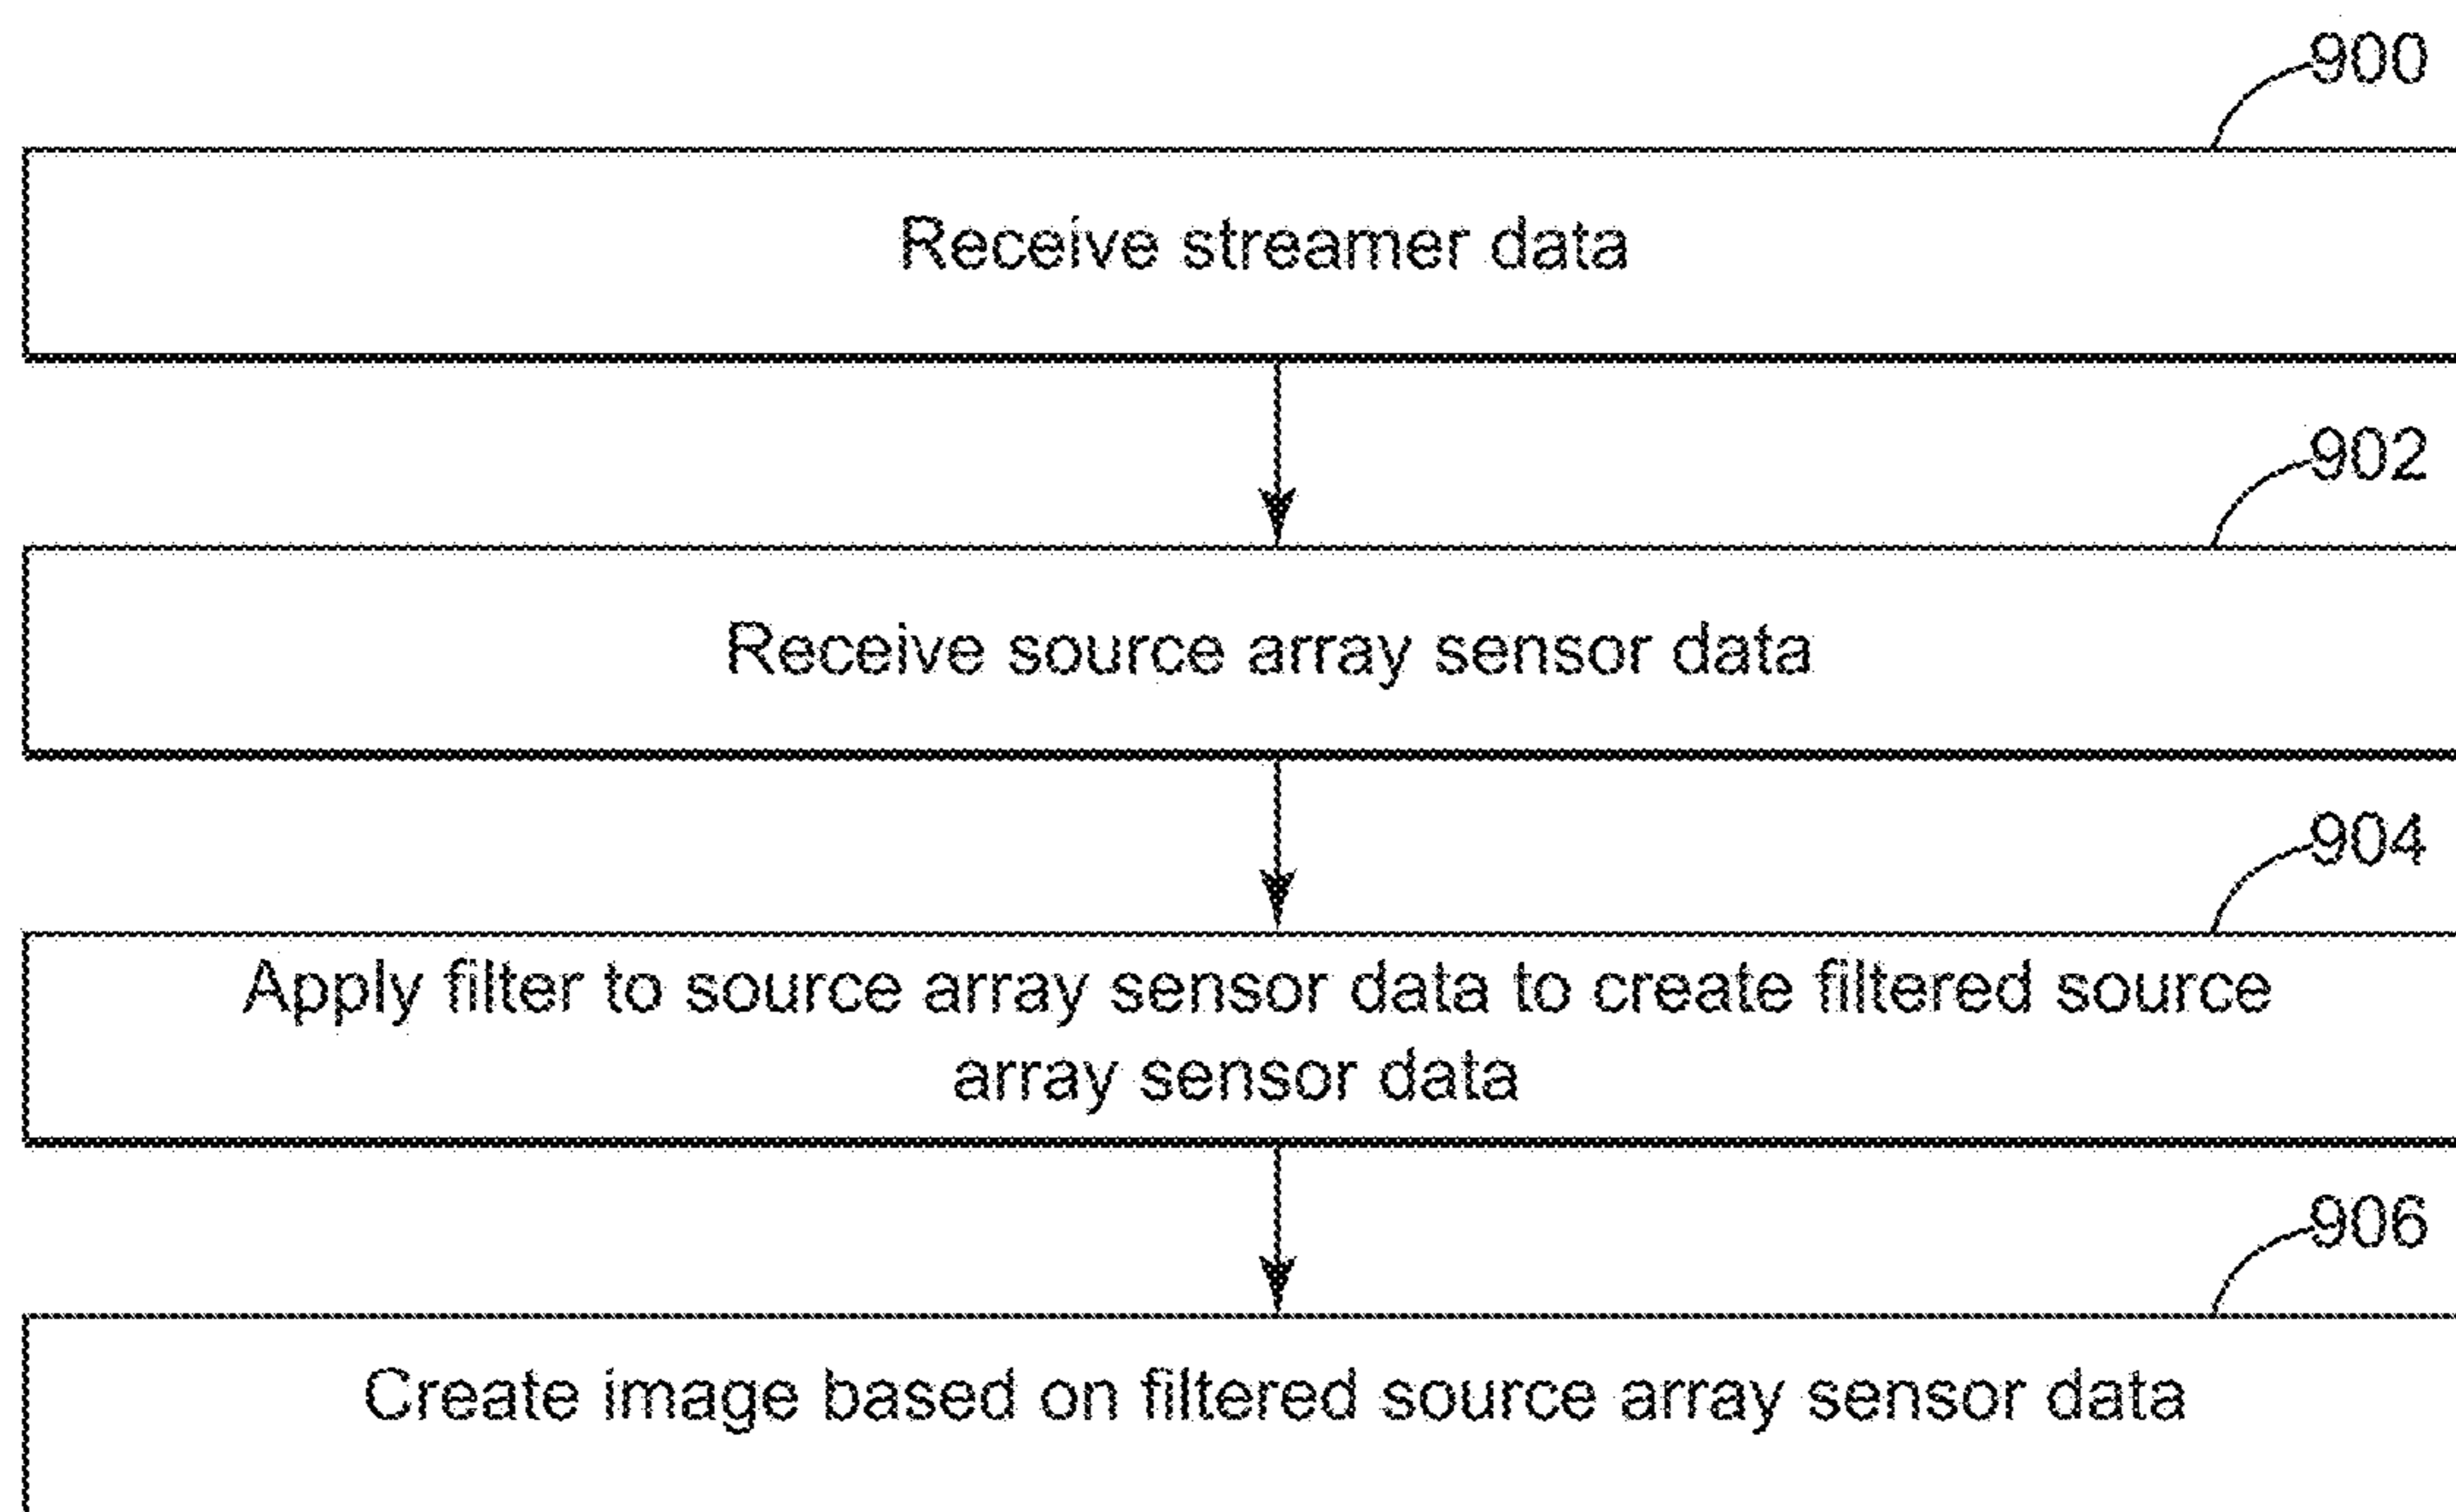 900
Receive streamer data
902
Receive source array sensor data
904
Apply filter to source array sensor data to create filtered source
array sensor data
906
Create image based on filtered source array sensor data